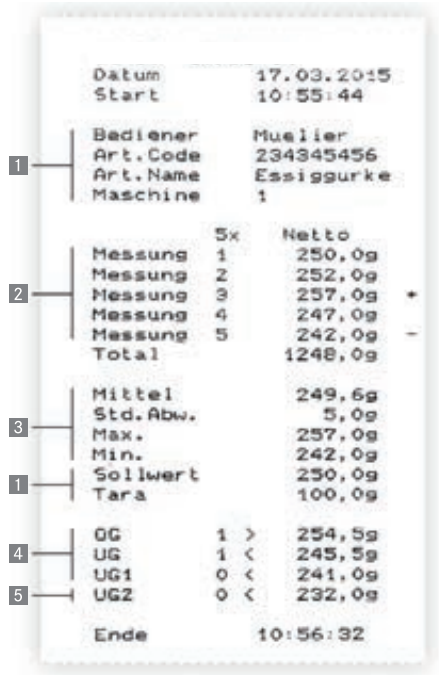 Datum 17.03.2015
Start 10:55:44
1 Bediener Muelier
Art.Code 234345456
Art.Name Essiggurke
Maschine 1
5x Netto
Messung 1 250,0g
Messung 2 252,0g
2 Messung 3 257,0g +
Messung 4 247,0g
Messung 5 242,0g -
Total 1248,0g
Mittel 249,6g
Std.Abw. 5,0g
3 Max. 257,0g
Min. 242,0g
1 Sollwert 250,0g
Tara 100,0g
OG 1 > 254,5g
4 UG 1 < 245,5g
UG1 0 < 241,0g
5 UG2 0 < 232,0g
Ende 10:56:32